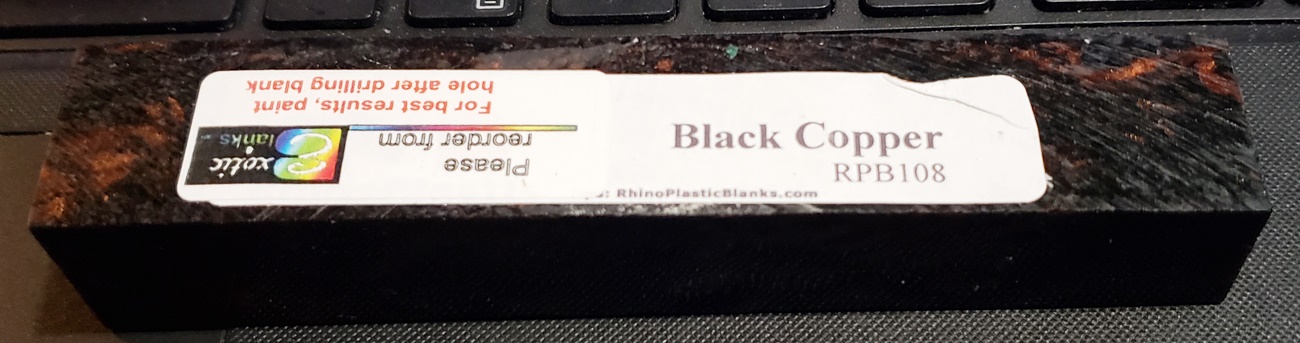 For best results, paint
hole after drilling blank
Please
reorder from
Exotic
Blanks
Black Copper
RPB108
: RhinoPlasticBlanks.com